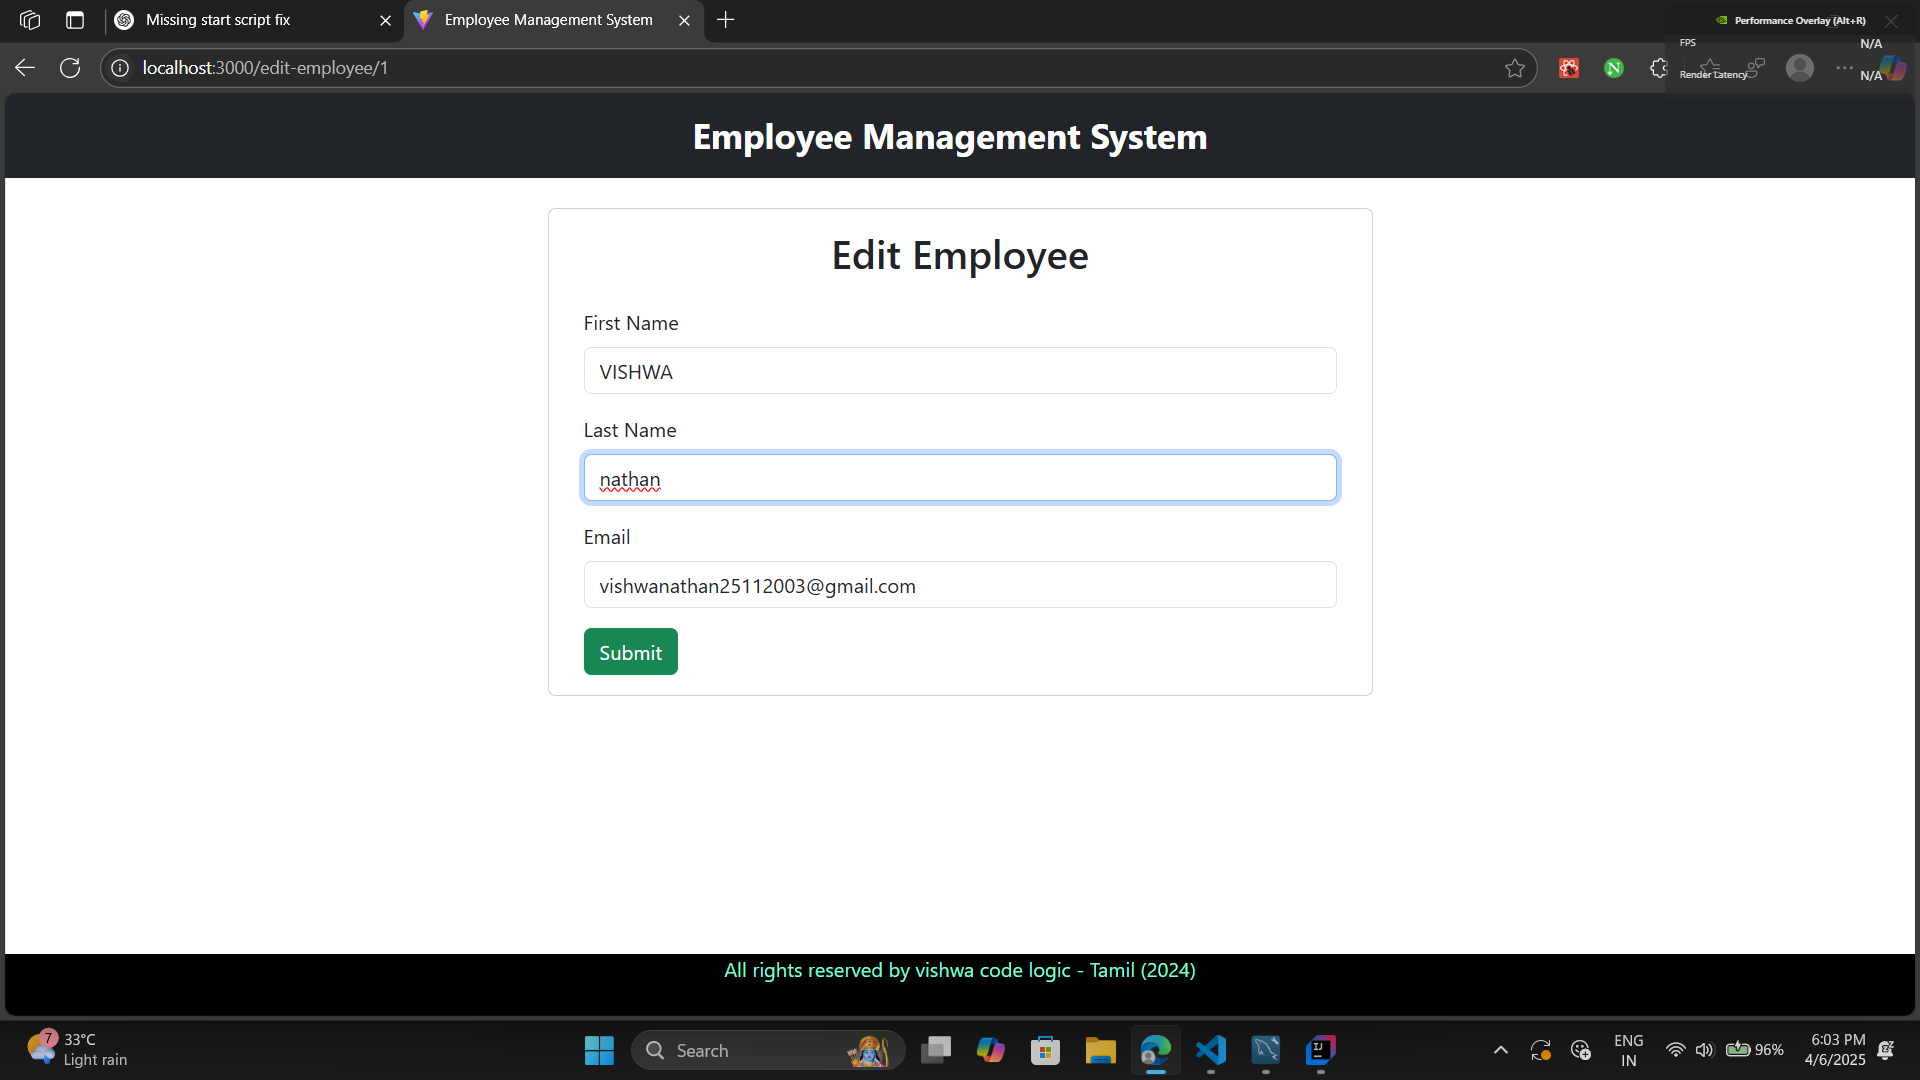 Missing start script fix
Employee Management System
Performance Overlay (Alt+R)
FPS
N/A
localhost:3000/edit-employee/1
Render Latency
N/A
Employee Management System
Edit Employee
First Name
VISHWA
Last Name
nathan
Email
vishwanathan25112003@gmail.com
Submit
All rights reserved by vishwa code logic - Tamil (2024)
7
33°C
Light rain
Search
ENG
IN
96%
6:03 PM
4/6/2025